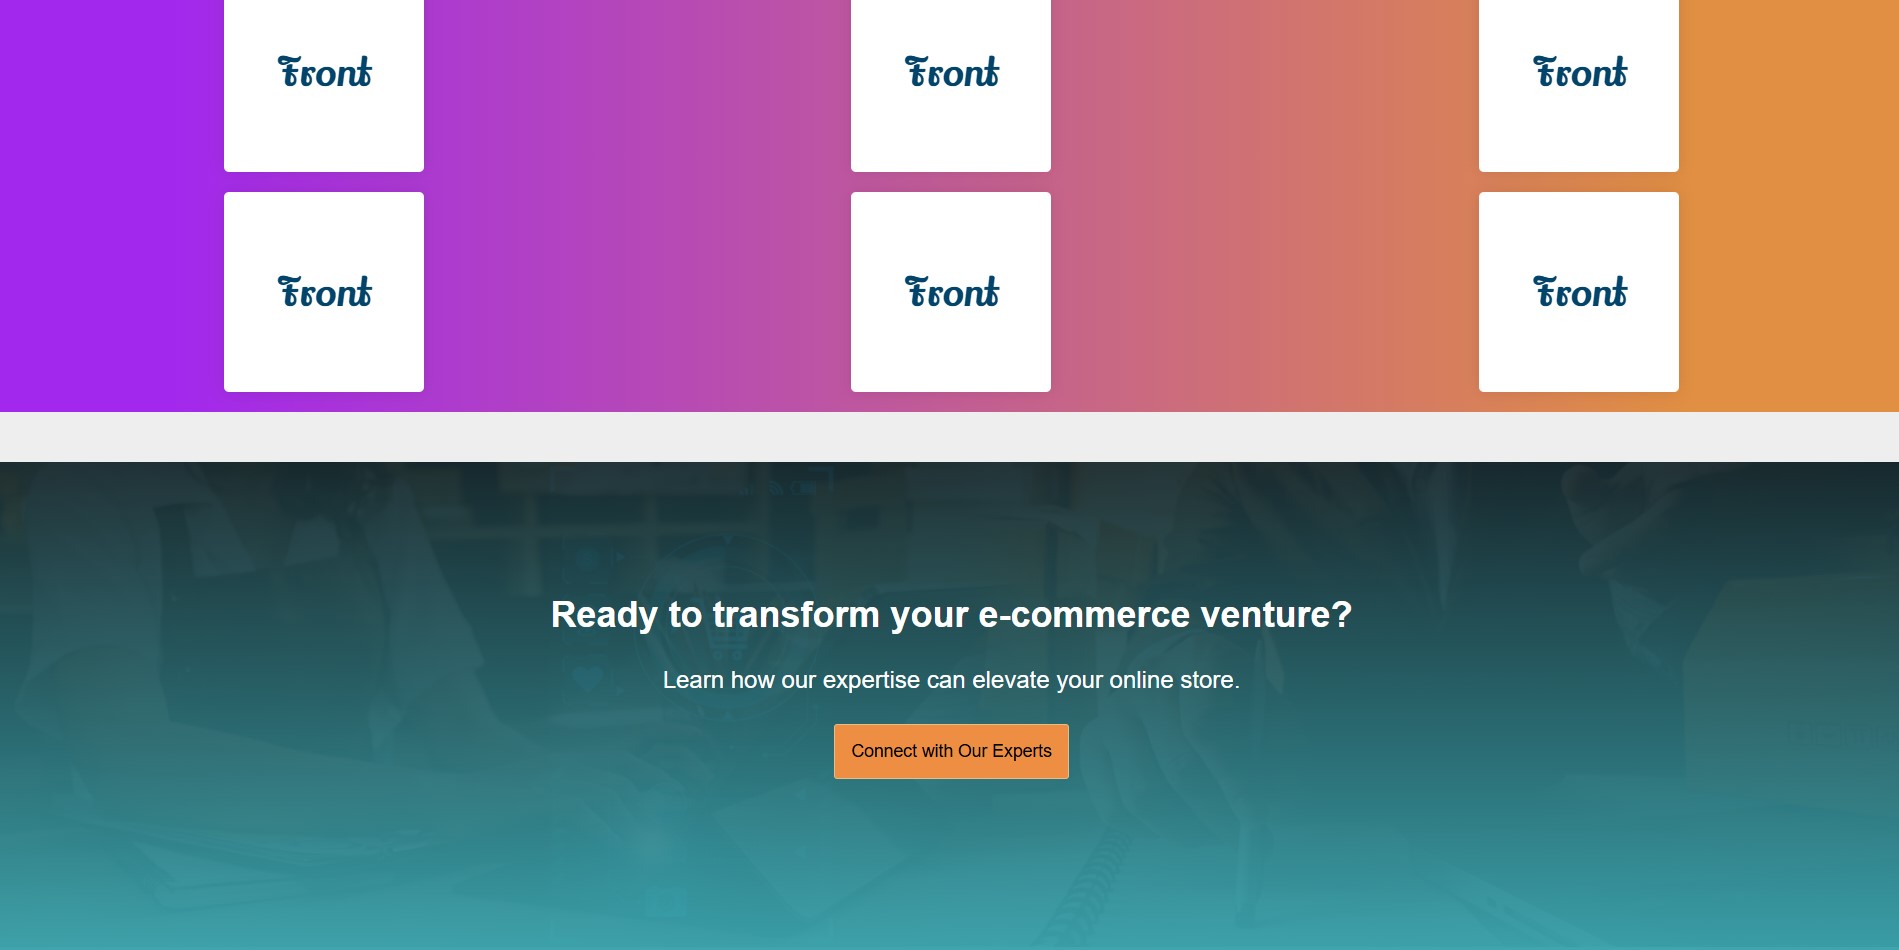 Front Front Front
Front Front Front
Ready to transform your e-commerce venture?
Learn how our expertise can elevate your online store.
Connect with Our Experts